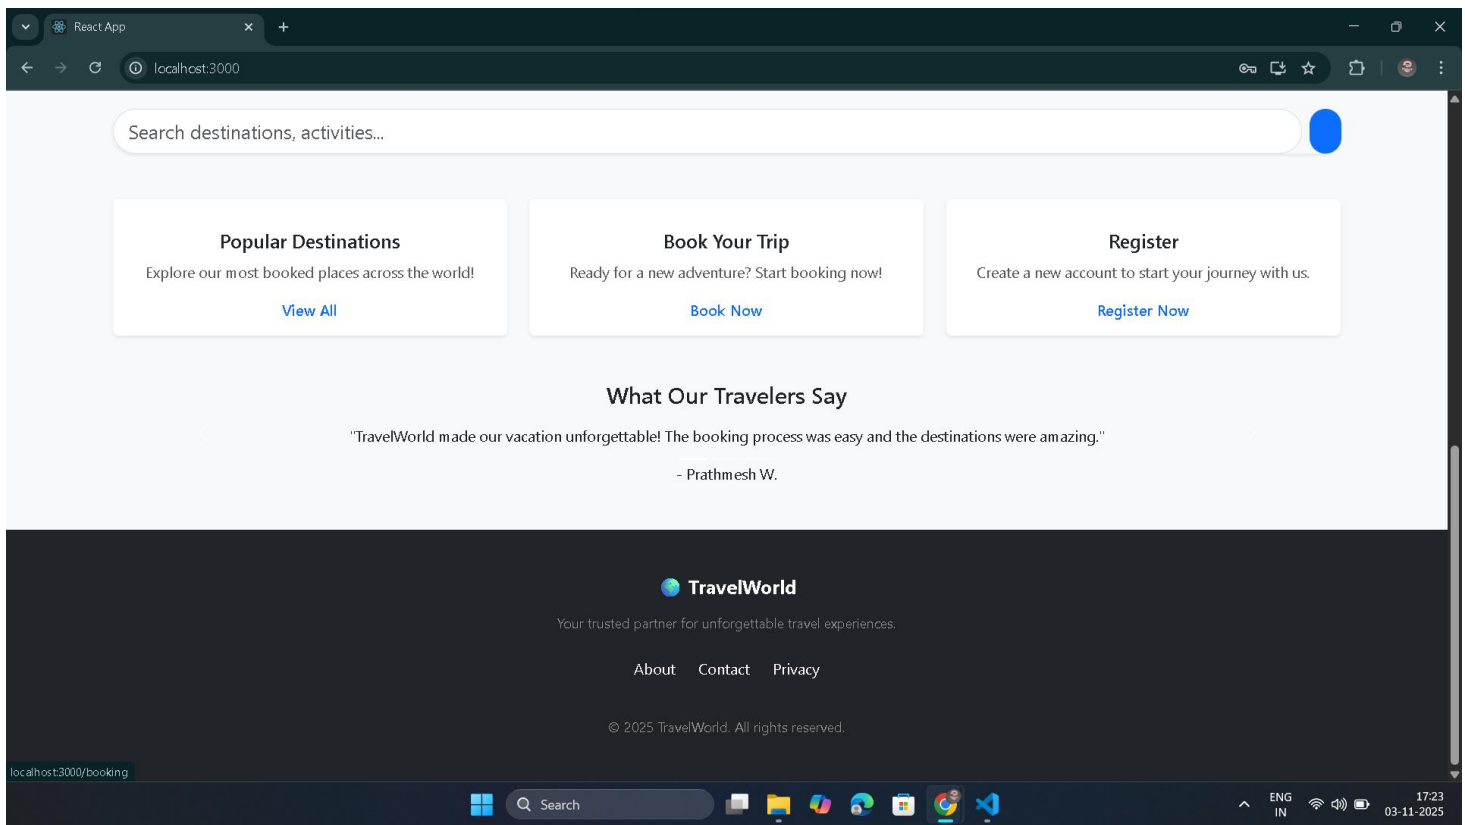 React App
localhost:3000
Search destinations, activities...
Popular Destinations
Explore our most booked places across the world!
View All
Book Your Trip
Ready for a new adventure? Start booking now!
Book Now
Register
Create a new account to start your journey with us.
Register Now
What Our Travelers Say
"TravelWorld made our vacation unforgettable! The booking process was easy and the destinations were amazing."
- Prathmesh W.
TravelWorld
Your trusted partner for unforgettable travel experiences.
About Contact Privacy
© 2025 TravelWorld. All rights reserved.
localhost:3000/booking
Search
ENG
IN
17:23
03-11-2025